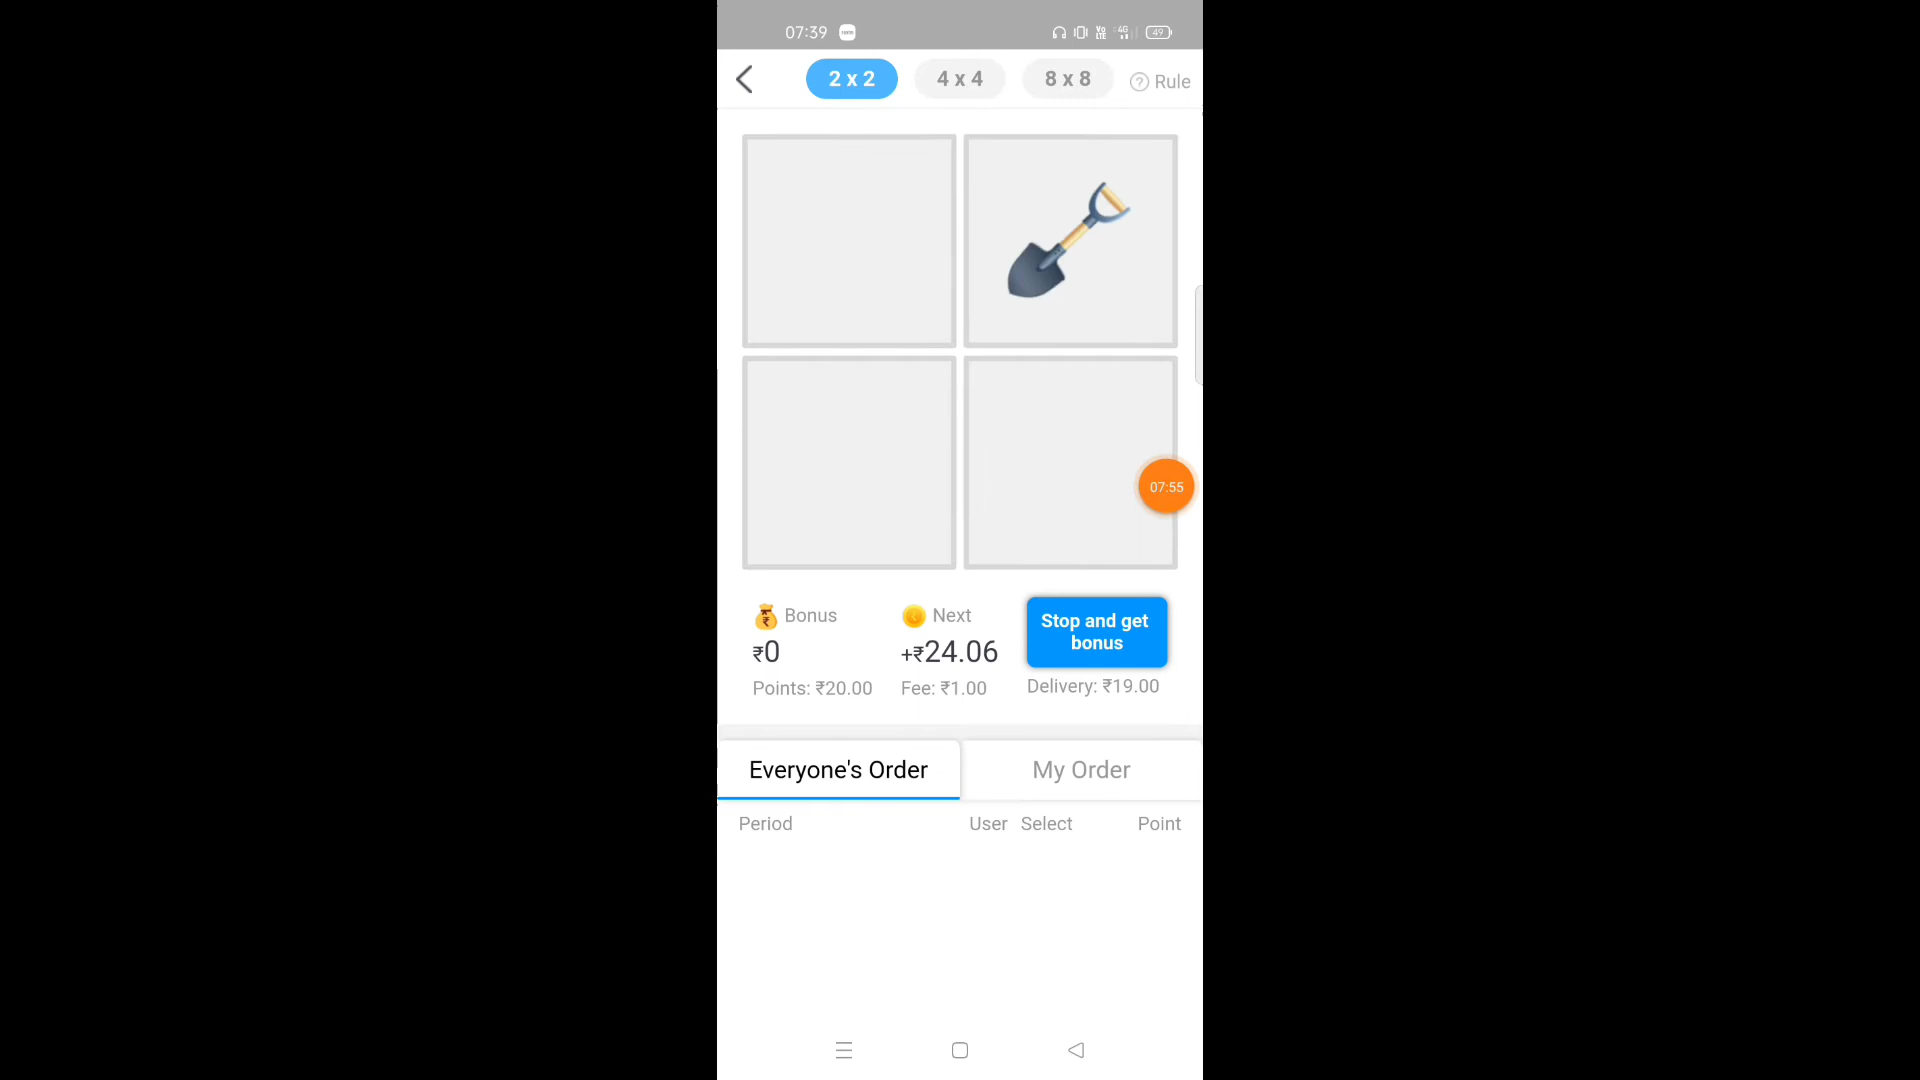 07:39
49
2 x 2
4 x 4
8 x 8
? Rule
07:55
Bonus
₹0
Points: ₹20.00
Next
+₹24.06
Fee: ₹1.00
Stop and get
bonus
Delivery: ₹19.00
Everyone's Order
My Order
Period
User
Select
Point